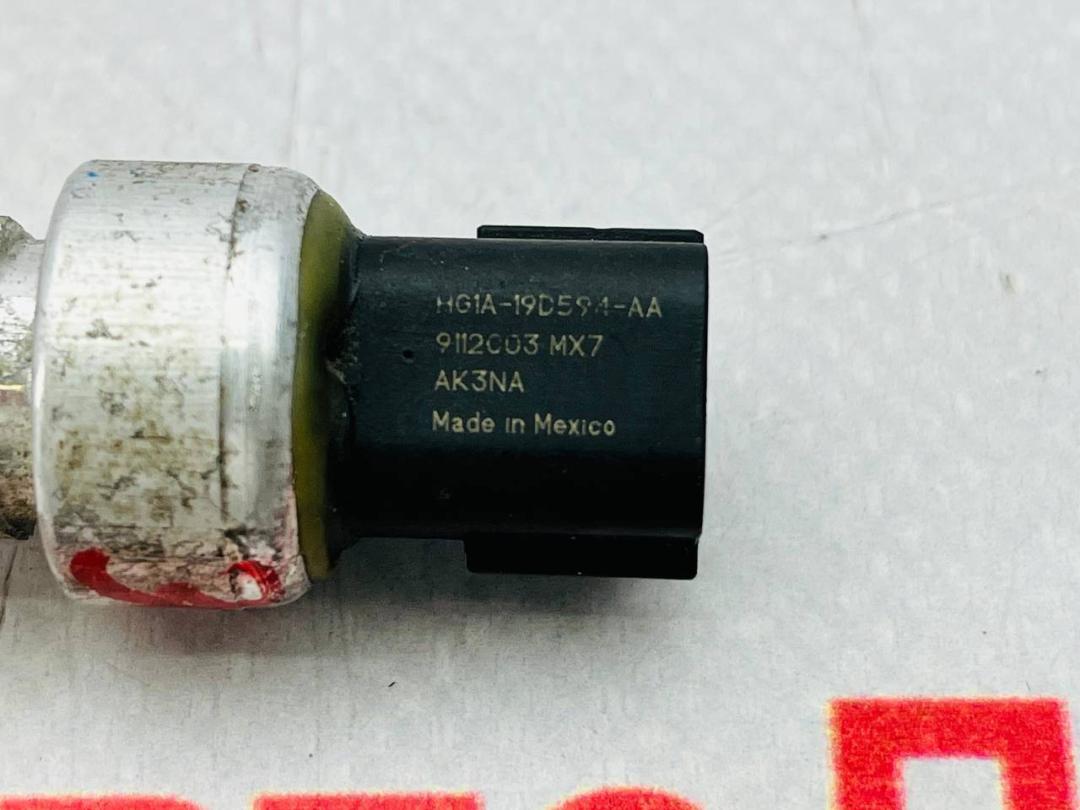 HG1A-19D594-AA
9112003 MX7
AK3NA
Made in Mexico